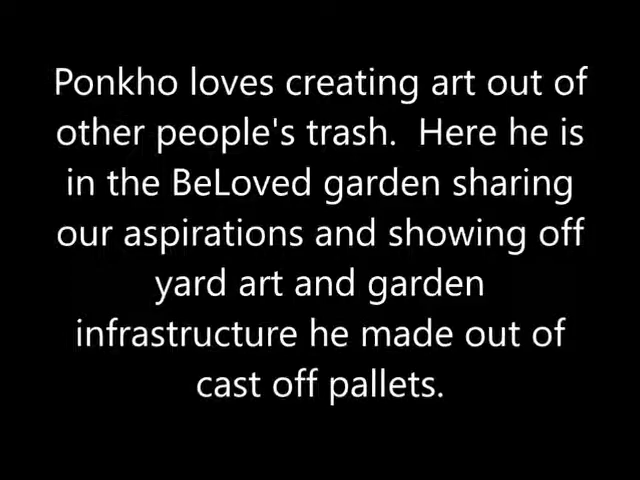 Ponkho loves creating art out of
other people's trash.  Here he is
in the BeLoved garden sharing
our aspirations and showing off
yard art and garden
infrastructure he made out of
cast off pallets.